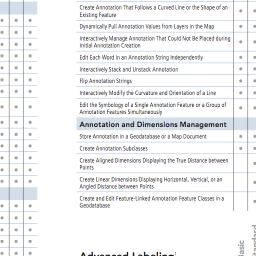 Create Annotation That Follows a Curved Line or the Shape of an
Existing Feature
Dynamically Pull Annotation Values from Layers in the Map
Interactively Manage Annotation That Could Not Be Placed during
Initial Annotation Creation
Edit Each Word in an Annotation String Independently
Interactively Stack and Unstack Annotation
Flip Annotation Strings
Interactively Modify the Curvature and Orientation of a Line
Edit the Symbology of a Single Annotation Feature or a Group of
Annotation Features Simultaneously
Annotation and Dimensions Management
Store Annotation in a Geodatabase or a Map Document
Create Annotation Subclasses
Create Aligned Dimensions Displaying the True Distance between
Points
Create Linear Dimensions Displaying Horizontal, Vertical, or an
Angled Distance between Points
Create and Edit Feature-Linked Annotation Feature Classes in a
Geodatabase
Advanced Labeling
Basic